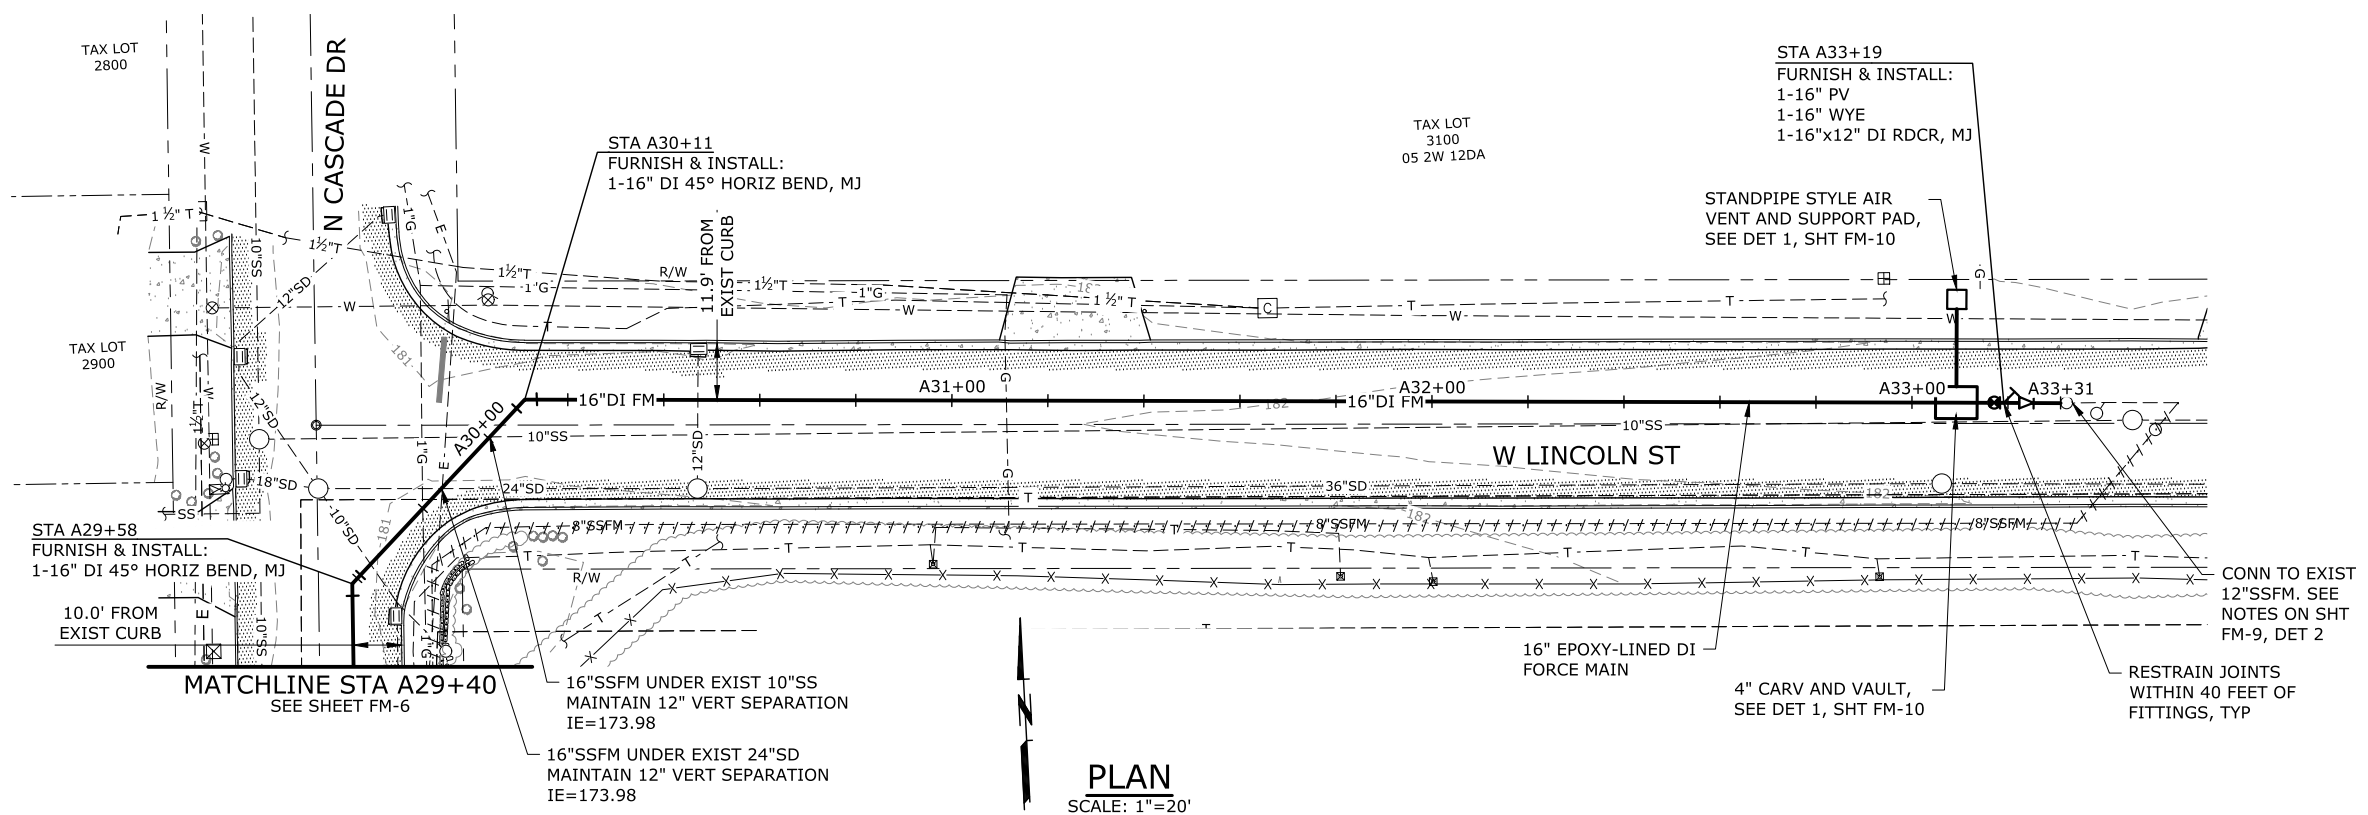 TAX LOT
2800
N CASCADE DR
W
STA A33+19
FURNISH & INSTALL:
1-16" PV
1-16" WYE
1-16"x12" DI RDCR, MJ
TAX LOT
3100
05 2W 12DA
STA A30+11
FURNISH & INSTALL:
1-16" DI 45° HORIZ BEND, MJ
STANDPIPE STYLE AIR
VENT AND SUPPORT PAD,
SEE DET 1, SHT FM-10
11.9' FROM
EXIST CURB
1½" T
1½"T
10"SS
12"SD
1"G
E
1½"T
R/W
1"G
1½"T
1"G
1½" T
C
T
T
T
G
W
W
W
W
T
TAX LOT
2900
R/W
1½"T
W
181
12"SD
A30+00
16"DI FM
A31+00
182
16"DI FM
A32+00
A33+00
A33+31
G
10"SS
10"SS
W LINCOLN ST
12"SD
1"G
E
G
18"SD
24"SD
T
36"SD
182
SS
10"SD
181
8"SSFM
8"SSFM
182
T
8"SSFM
STA A29+58
FURNISH & INSTALL:
1-16" DI 45° HORIZ BEND, MJ
10.0' FROM
EXIST CURB
E
10"SS
1"G
R/W
T
T
T
T
T
T
T
T
T
X X X X X X X X X X X X X X X X X X X X X X X X X X X X X X
CONN TO EXIST
12"SSFM. SEE
NOTES ON SHT
FM-9, DET 2
MATCHLINE STA A29+40
SEE SHEET FM-6
16"SSFM UNDER EXIST 10"SS
MAINTAIN 12" VERT SEPARATION
IE=173.98
16"SSFM UNDER EXIST 24"SD
MAINTAIN 12" VERT SEPARATION
IE=173.98
N
16" EPOXY-LINED DI
FORCE MAIN
4" CARV AND VAULT,
SEE DET 1, SHT FM-10
RESTRAIN JOINTS
WITHIN 40 FEET OF
FITTINGS, TYP
PLAN
SCALE: 1"=20'